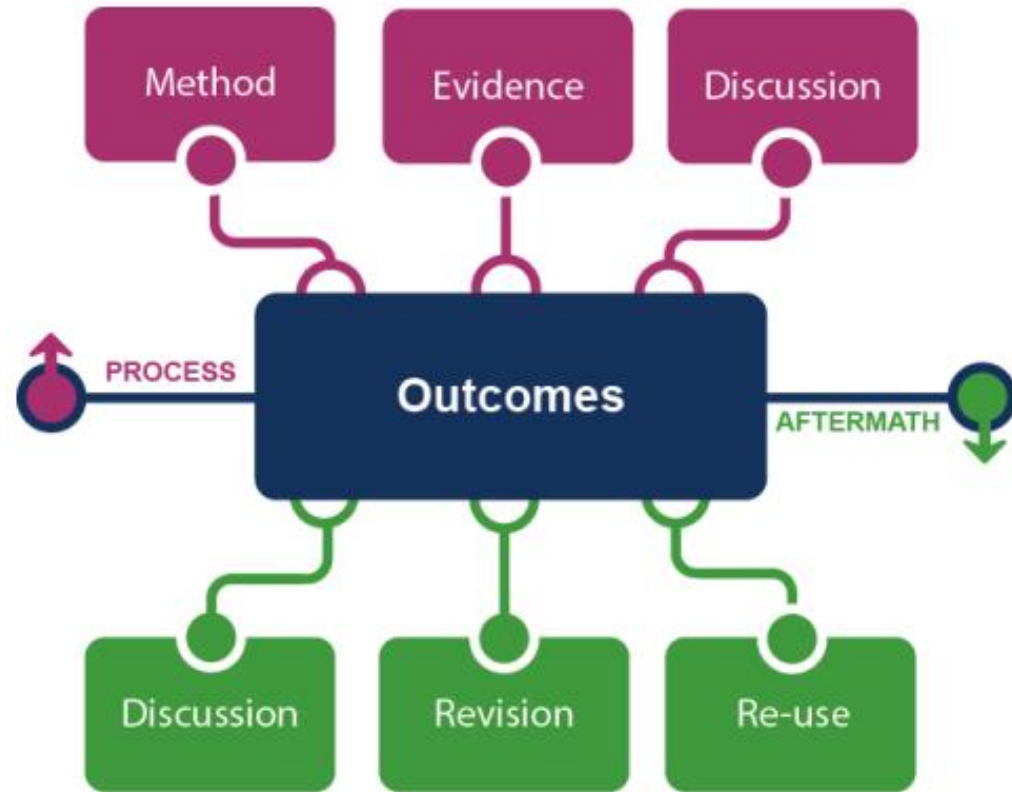 Method
Evidence
Discussion
PROCESS
Outcomes
AFTERMATH
Discussion
Revision
Re-use